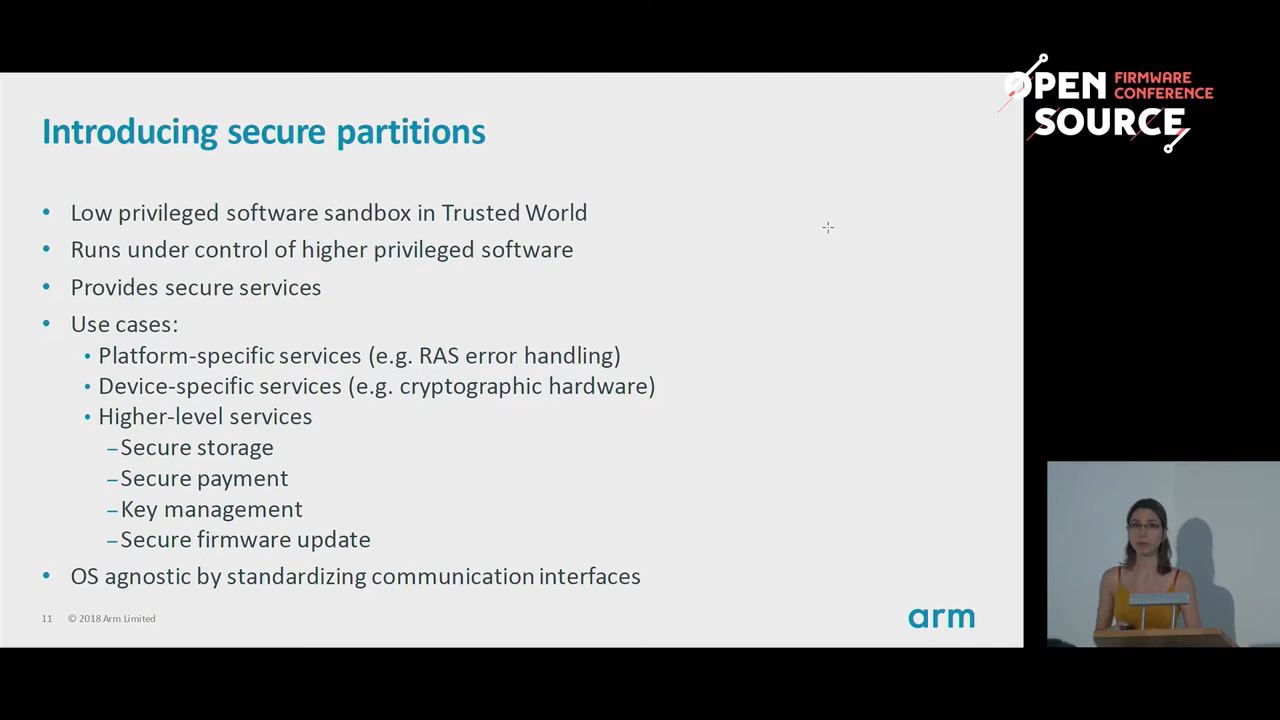 OPEN FIRMWARE CONFERENCE
SOURCE
Introducing secure partitions
• Low privileged software sandbox in Trusted World
• Runs under control of higher privileged software
• Provides secure services
• Use cases:
• Platform-specific services (e.g. RAS error handling)
• Device-specific services (e.g. cryptographic hardware)
• Higher-level services
–Secure storage
–Secure payment
–Key management
–Secure firmware update
• OS agnostic by standardizing communication interfaces
11 © 2018 Arm Limited
arm